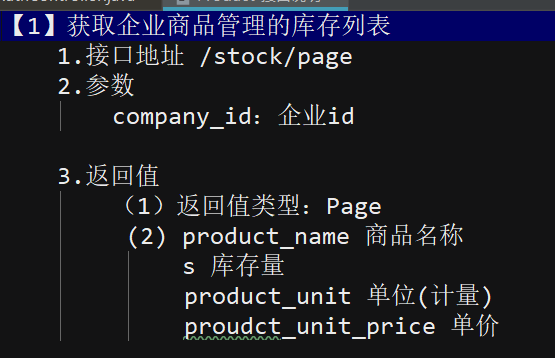 【1】获取企业商品管理的库存列表
1.接口地址 /stock/page
2.参数
company_id：企业id
3.返回值
（1）返回值类型：Page
(2) product_name 商品名称
s 库存量
product_unit 单位(计量)
proudct_unit_price 单价